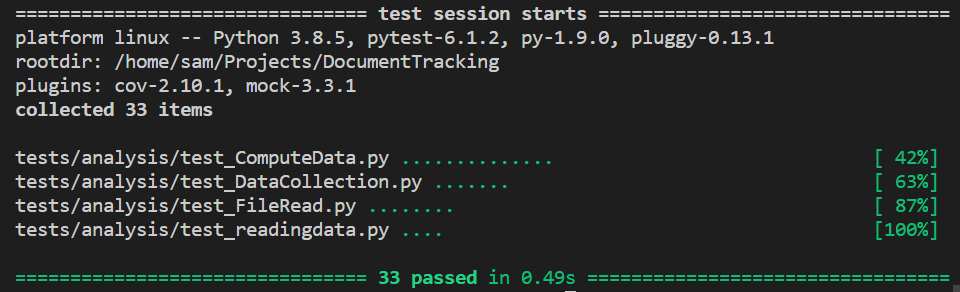 ================================ test session starts ================================
platform linux -- Python 3.8.5, pytest-6.1.2, py-1.9.0, pluggy-0.13.1
rootdir: /home/sam/Projects/DocumentTracking
plugins: cov-2.10.1, mock-3.3.1
collected 33 items
tests/analysis/test_ComputeData.py .............. [ 42%]
tests/analysis/test_DataCollection.py ....... [ 63%]
tests/analysis/test_FileRead.py ........ [ 87%]
tests/analysis/test_readingdata.py .... [100%]
================================ 33 passed in 0.49s =================================